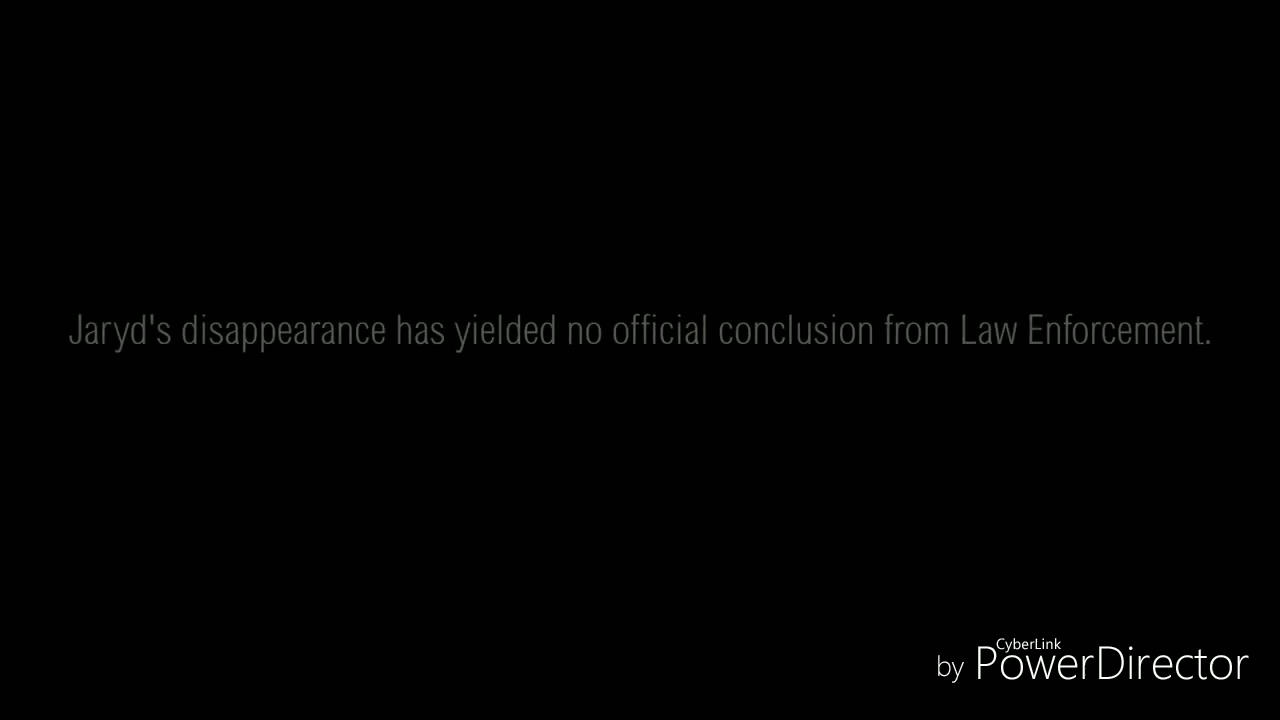 Jaryd's disappearance has yielded no official conclusion from Law Enforcement.
CyberLink
by PowerDirector